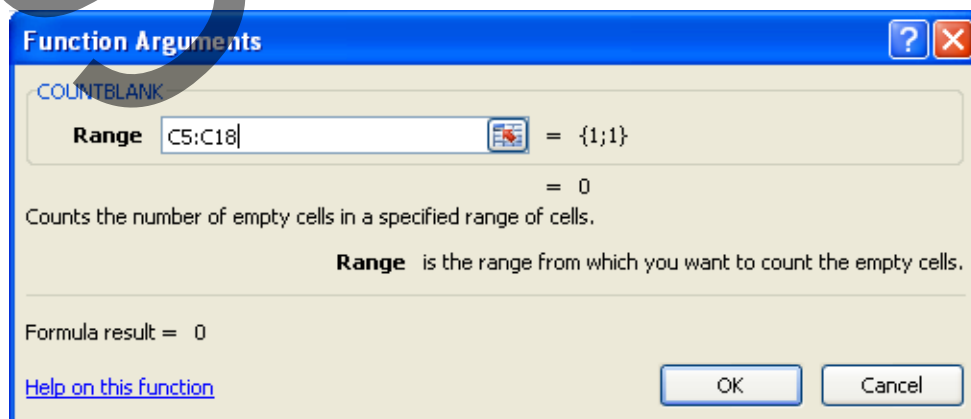 Function Arguments
COUNTBLANK
Range C5:C18 = {1;1}
= 0
Counts the number of empty cells in a specified range of cells.
Range is the range from which you want to count the empty cells.
Formula result = 0
Help on this function
OK Cancel